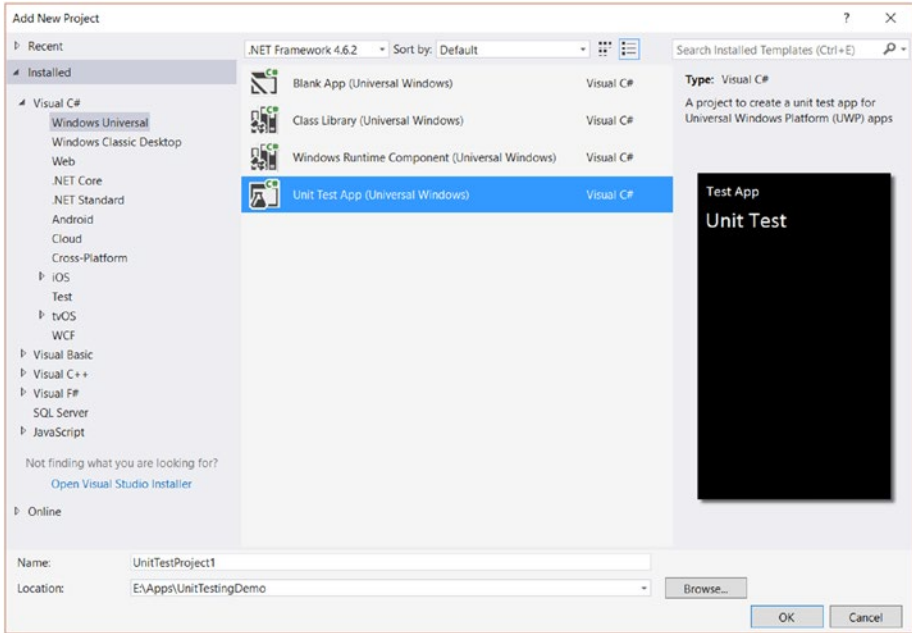 Add New Project
?
Recent
.NET Framework 4.6.2
Sort by: Default
Search Installed Templates (Ctrl+E)
Installed
Visual C#
Windows Universal
Windows Classic Desktop
Web
.NET Core
.NET Standard
Android
Cloud
Cross-Platform
iOS
Test
tvOS
WCF
Visual Basic
Visual C++
Visual F#
SQL Server
JavaScript
Not finding what you are looking for?
Open Visual Studio Installer
Online
Blank App (Universal Windows) Visual C#
Class Library (Universal Windows) Visual C#
Windows Runtime Component (Universal Windows) Visual C#
Unit Test App (Universal Windows) Visual C#
Type: Visual C#
A project to create a unit test app for
Universal Windows Platform (UWP) apps
Test App
Unit Test
Name: UnitTestProject1
Location: E:\Apps\UnitTestingDemo
Browse...
OK
Cancel